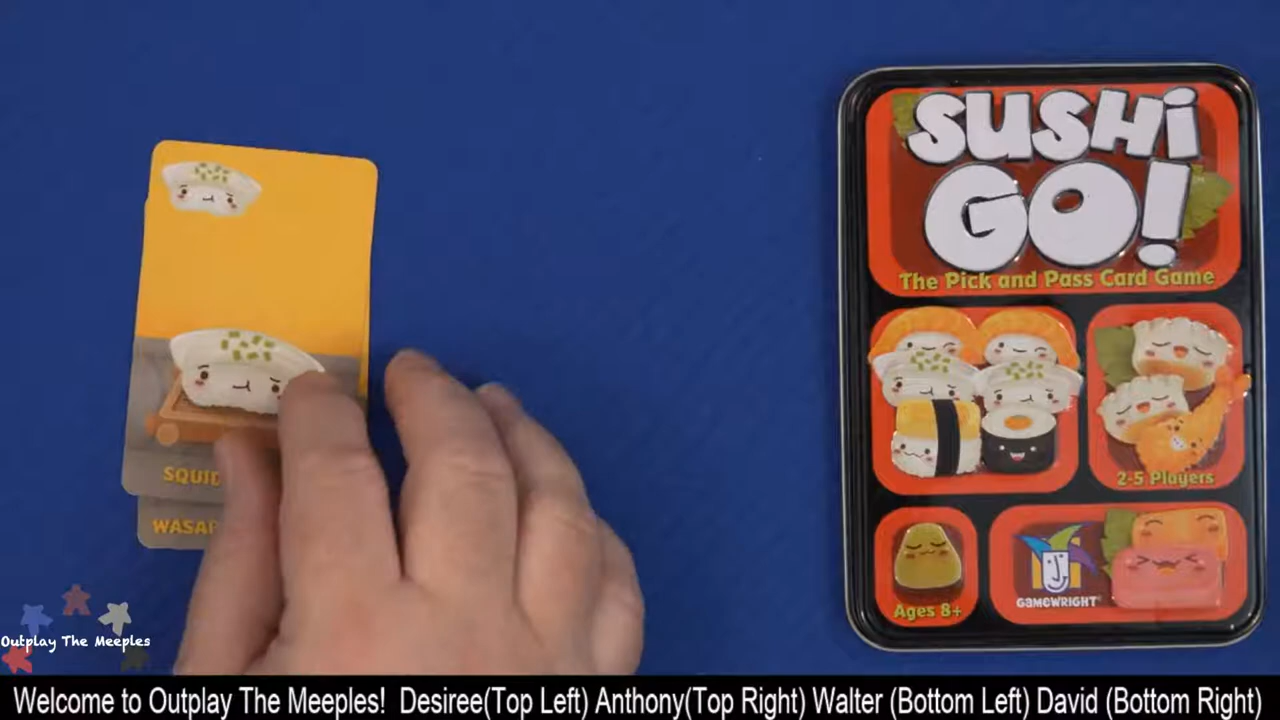 SUSHI
GO!
The Pick and Pass Card Game
SQUID
2-5 Players
GAMEWRIGHT
Ages 8+
Outplay The Meeples
Welcome to Outplay The Meeples! Desiree(Top Left) Anthony(Top Right) Walter (Bottom Left) David (Bottom Right)